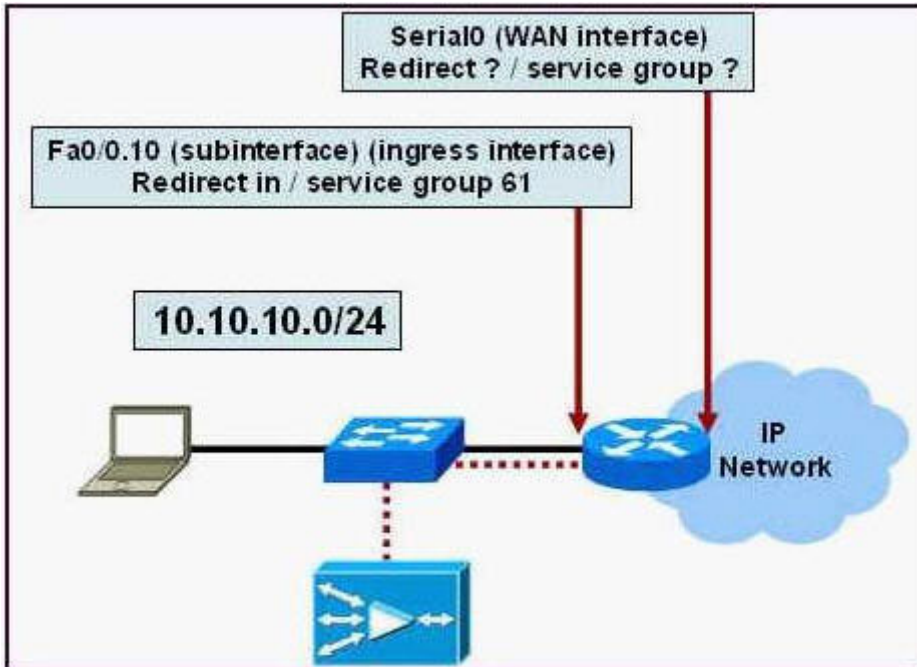 Serial0 (WAN interface)
Redirect ? / service group ?
Fa0/0.10 (subinterface) (ingress interface)
Redirect in / service group 61
10.10.10.0/24
IP
Network